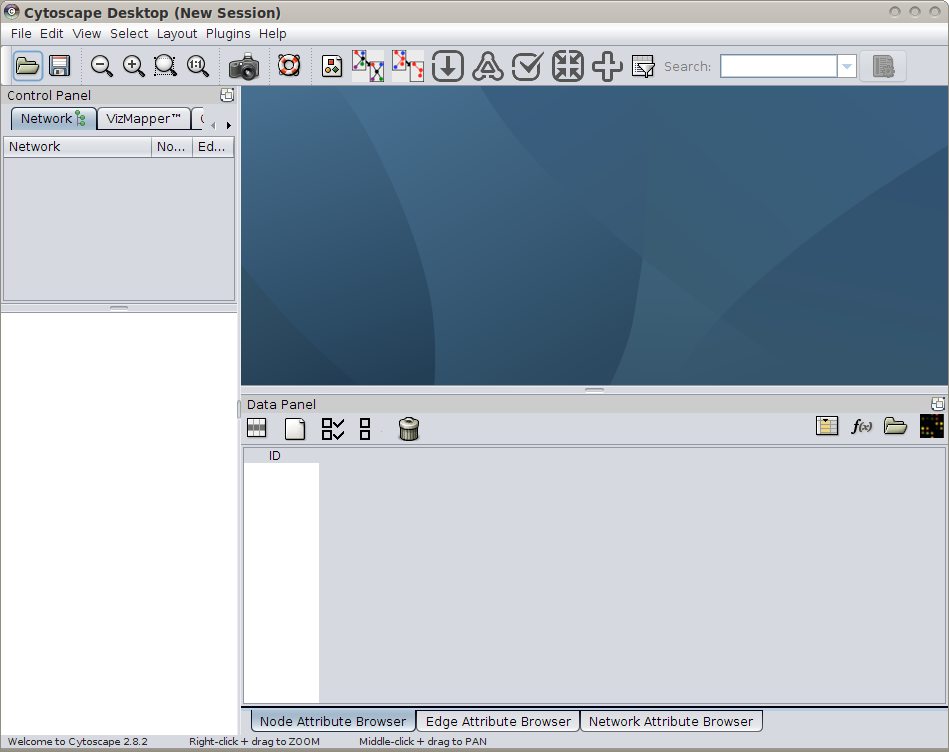 Cytoscape Desktop (New Session)
File Edit View Select Layout Plugins Help
Search:
Control Panel
Network VizMapper™
Network No... Ed...
Data Panel
f(x)
ID
Node Attribute Browser Edge Attribute Browser Network Attribute Browser
Welcome to Cytoscape 2.8.2 Right-click + drag to ZOOM Middle-click + drag to PAN